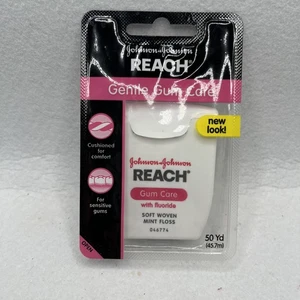 Johnson & Johnson
REACH®
Gentle Gum Care
new
look!
Cushioned
for comfort
For
sensitive
gums
Johnson & Johnson
REACH®
Gum Care
with fluoride
SOFT WOVEN
MINT FLOSS
50 Yd
(45.7m)